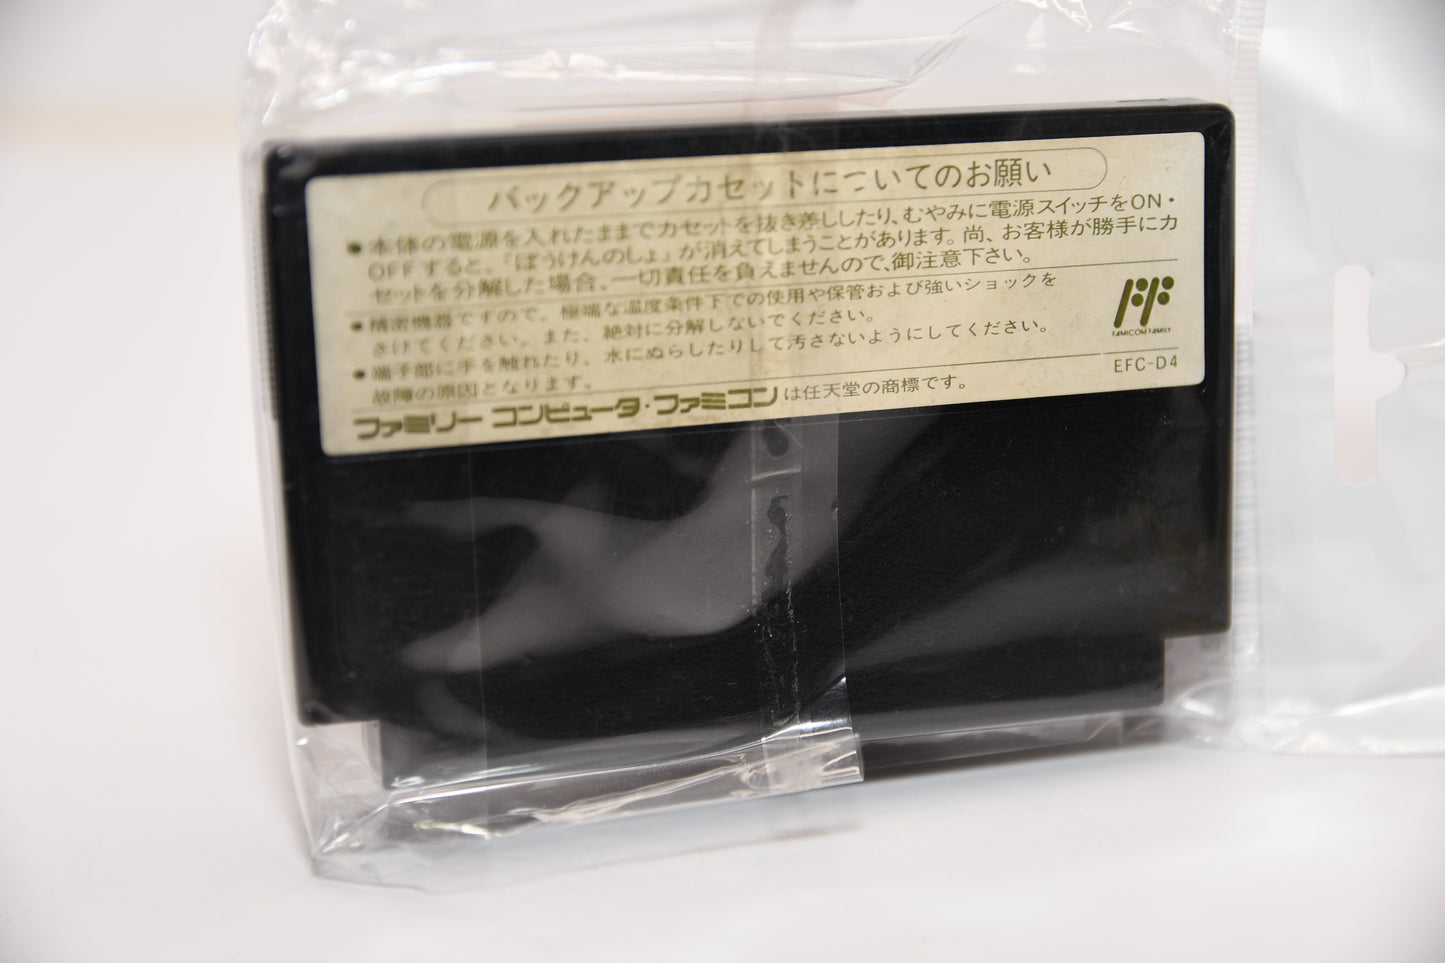 バックアップカセットについてのお願い
●本体の電源を入れたままでカセットを抜き差ししたり、むやみに電源スイッチをON・
OFFすると、「ぼうけんのしょ」が消えてしまうことがあります。尚、お客様が勝手にカ
セットを分解した場合、一切責任を負えませんので、御注意下さい。
●精密機器ですので、極端な温度条件下での使用や保管および強いショックを
さけてください。また、絶対に分解しないでください。
●端子部に手を触れたり、水にぬらしたりして汚さないようにしてください。
故障の原因となります。
ファミリーコンピュータ・ファミコンは任天堂の商標です。
FF
FAMICOM FAMILY
EFC-D4